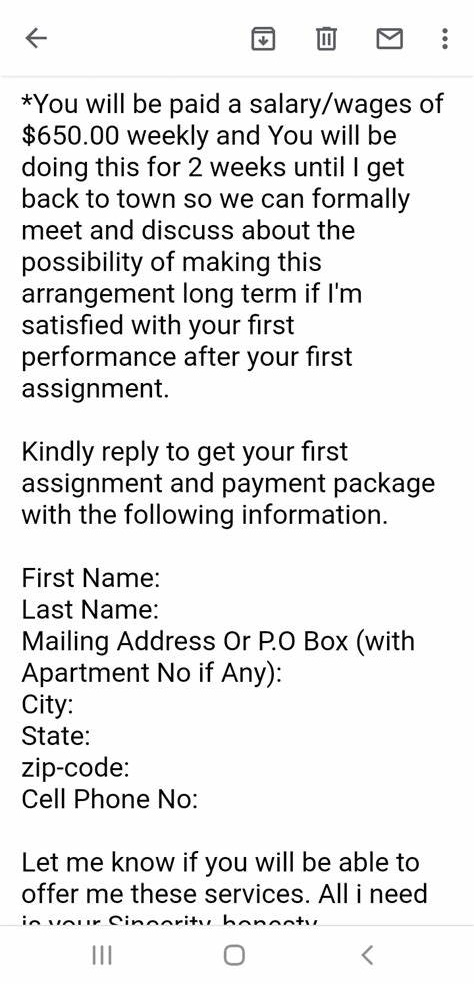 *You will be paid a salary/wages of
$650.00 weekly and You will be
doing this for 2 weeks until I get
back to town so we can formally
meet and discuss about the
possibility of making this
arrangement long term if I'm
satisfied with your first
performance after your first
assignment.
Kindly reply to get your first
assignment and payment package
with the following information.
First Name:
Last Name:
Mailing Address Or P.O Box (with
Apartment No if Any):
City:
State:
zip-code:
Cell Phone No:
Let me know if you will be able to
offer me these services. All i need
is your Sincerity, honesty